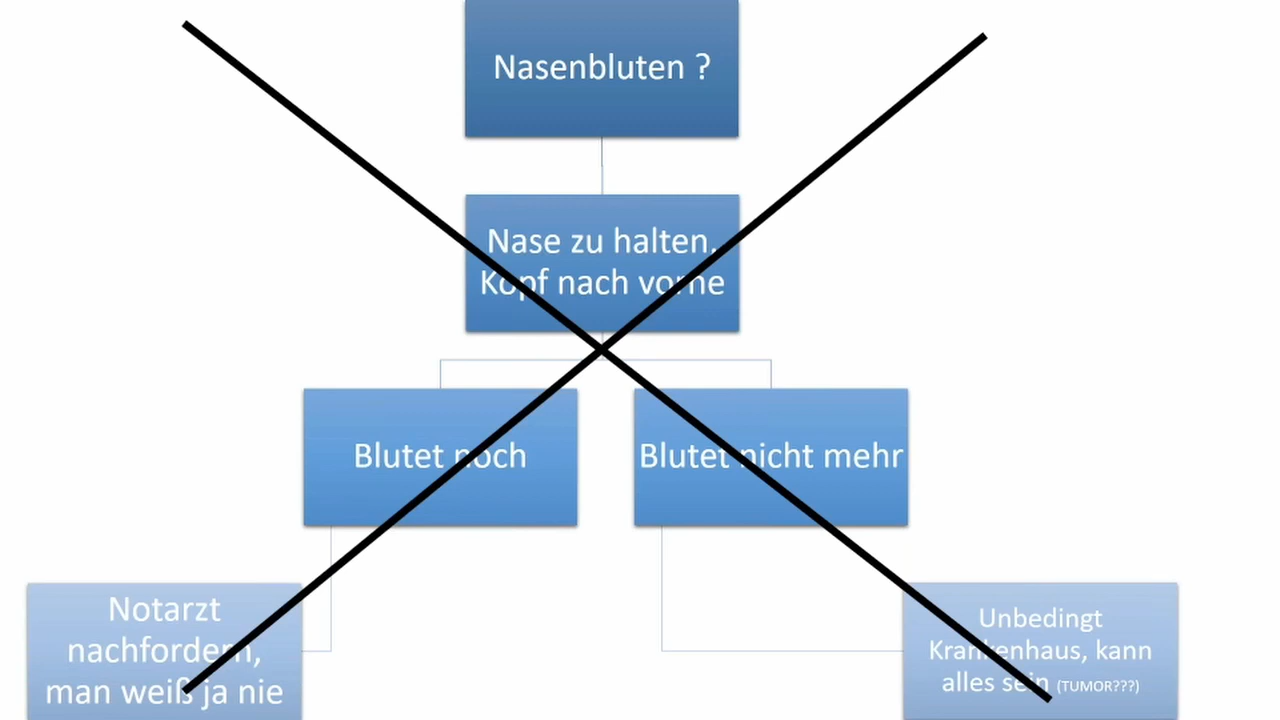 Nasenbluten ?
Nase zu halten.
Kopf nach vorne
Blutet noch
Blutet nicht mehr
Notarzt
nachfordern,
man weiß ja nie
Unbedingt
Krankenhaus, kann
alles sein (TUMOR???)